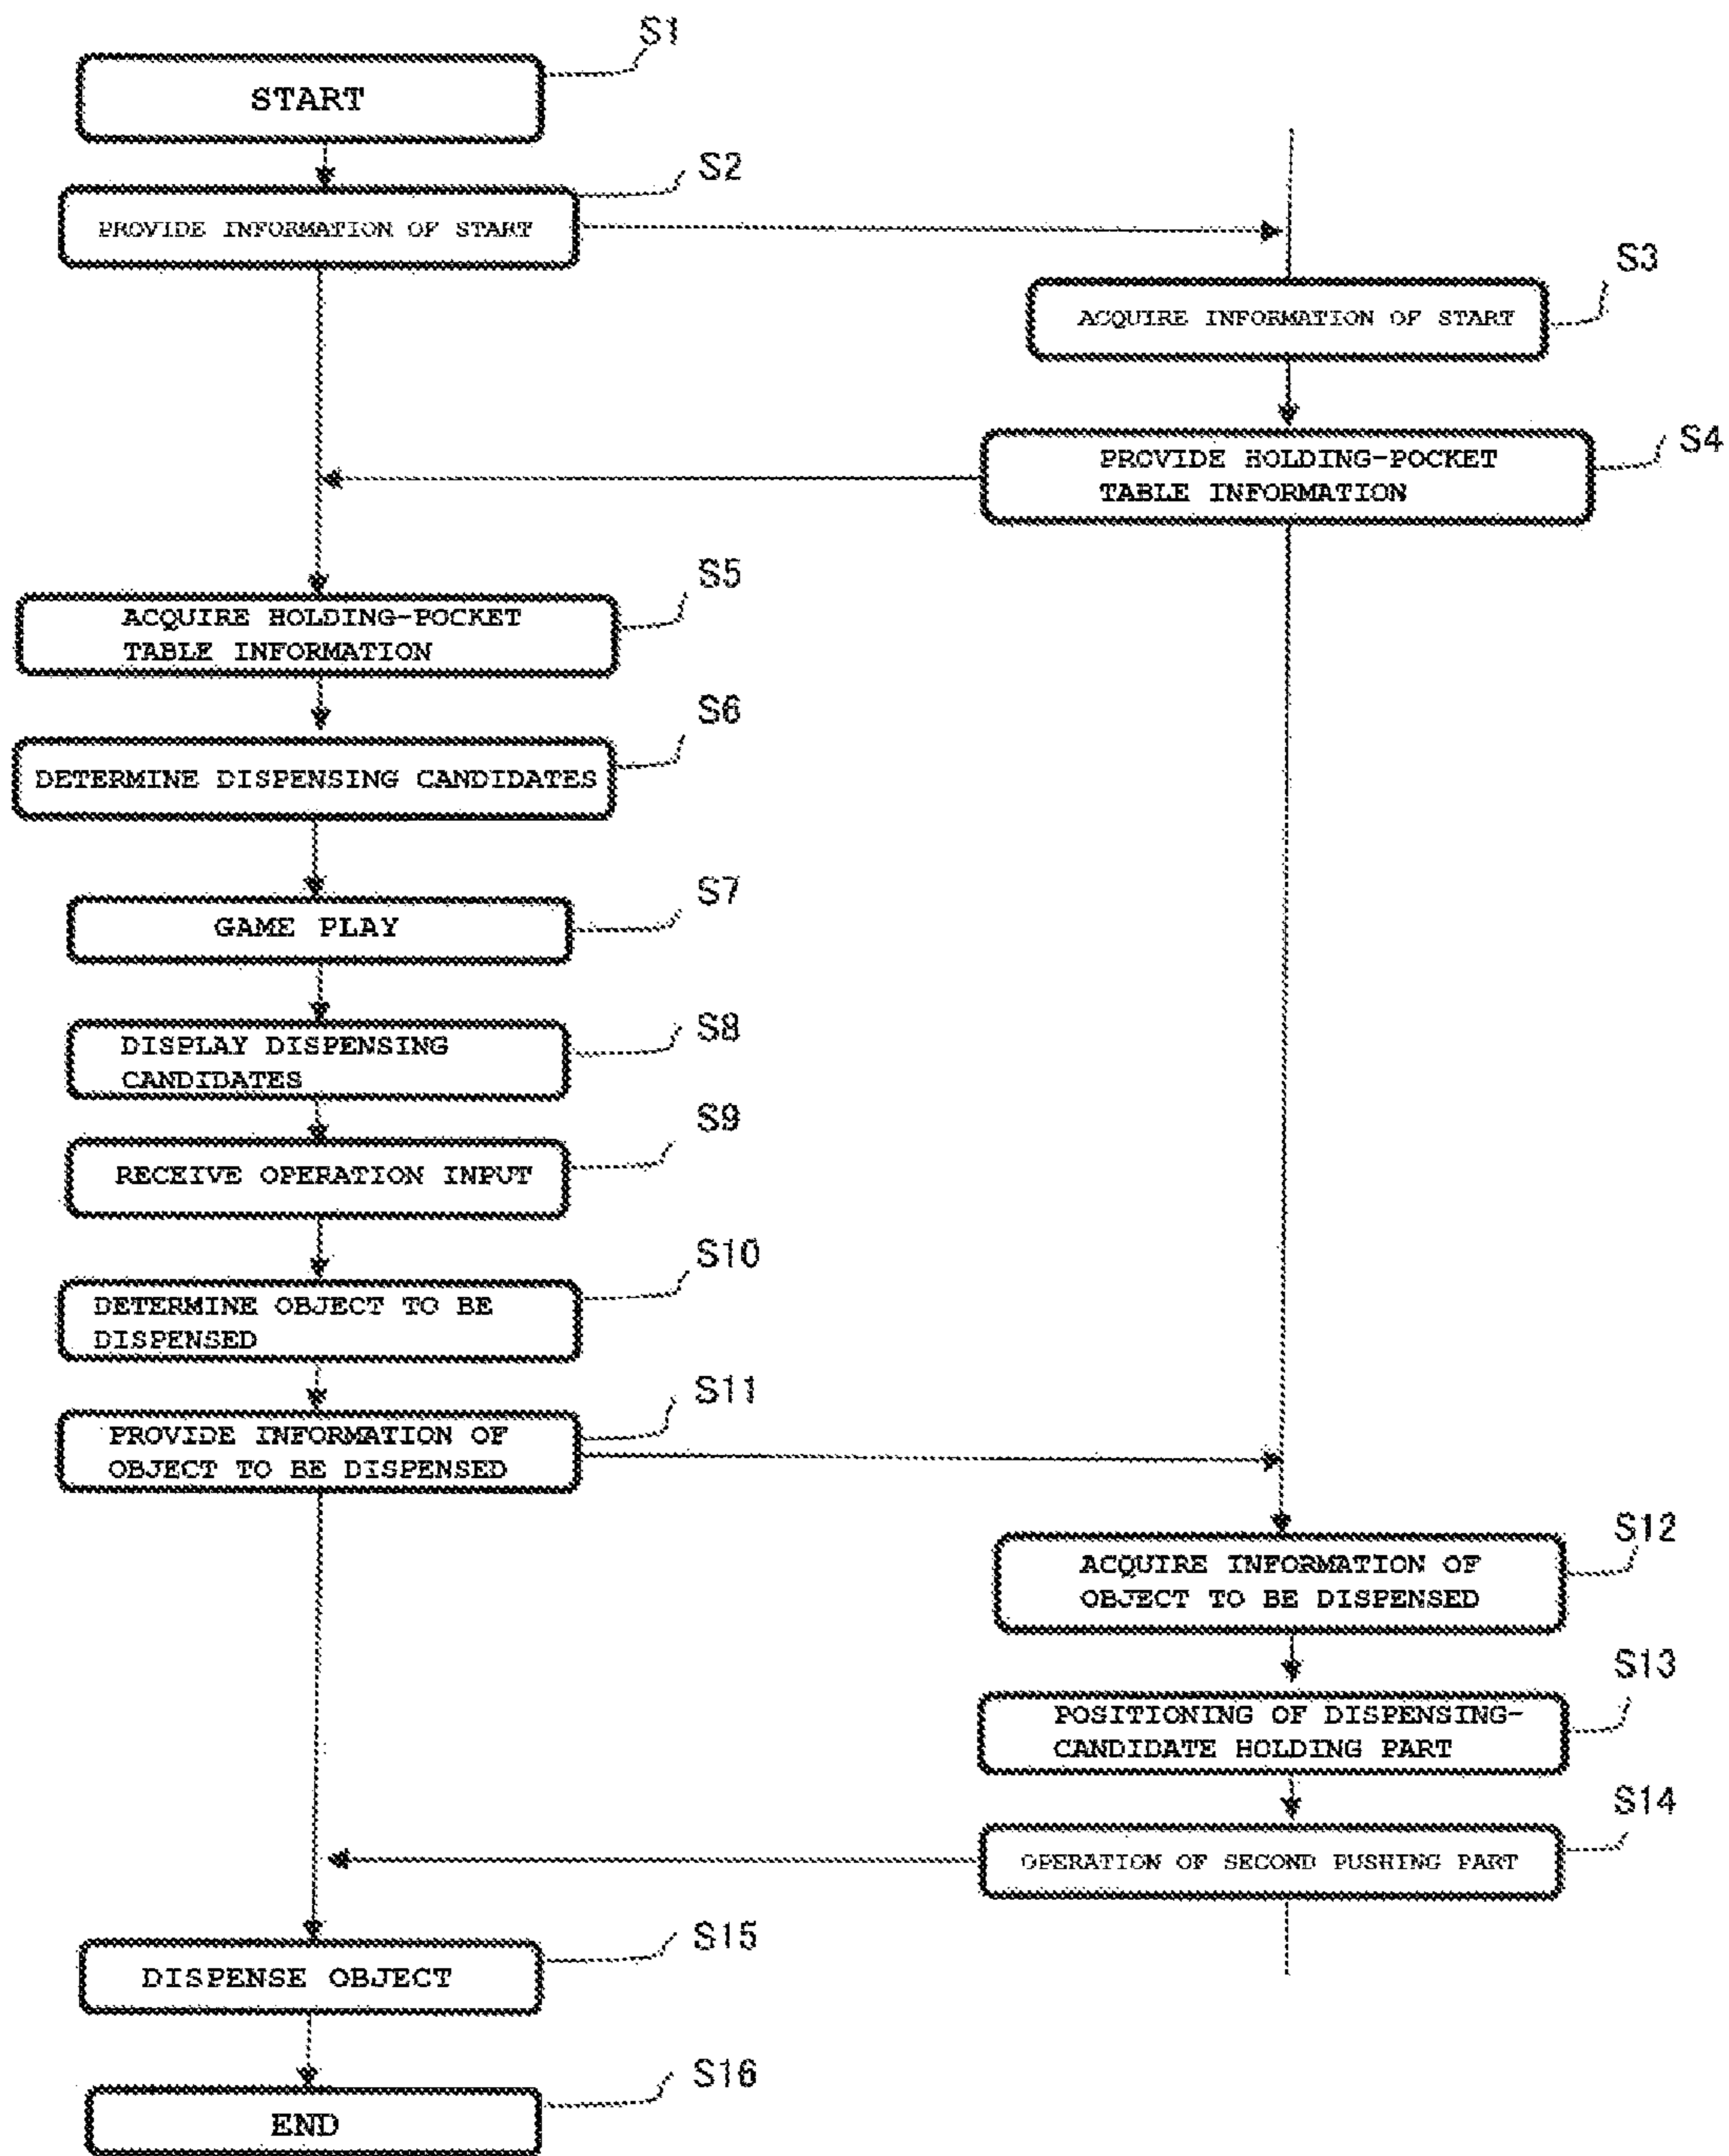 S1
START
S2
PROVIDE INFORMATION OF START
S3
ACQUIRE INFORMATION OF START
S4
PROVIDE HOLDING-POCKET
TABLE INFORMATION
S5
ACQUIRE HOLDING-POCKET
TABLE INFORMATION
S6
DETERMINE DISPENSING CANDIDATES
S7
GAME PLAY
S8
DISPLAY DISPENSING
CANDIDATES
S9
RECEIVE OPERATION INPUT
S10
DETERMINE OBJECT TO BE
DISPENSED
S11
PROVIDE INFORMATION OF
OBJECT TO BE DISPENSED
S12
ACQUIRE INFORMATION OF
OBJECT TO BE DISPENSED
S13
POSITIONING OF DISPENSING-
CANDIDATE HOLDING PART
S14
OPERATION OF SECOND PUSHING PART
S15
DISPENSE OBJECT
S16
END